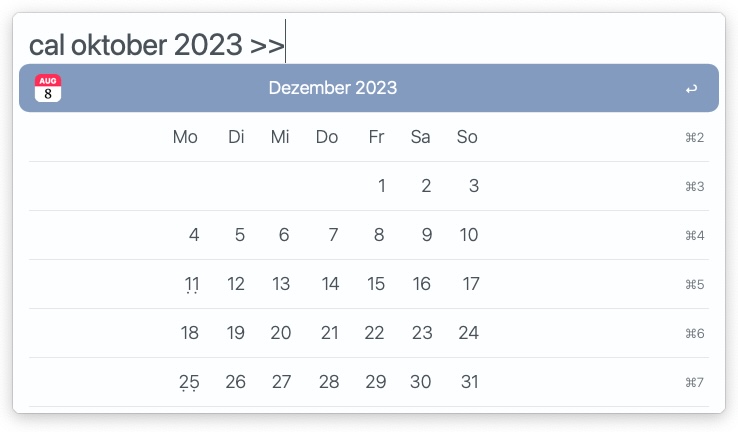 cal oktober 2023 >>
AUG
8
Dezember 2023 ↩
Mo Di Mi Do Fr Sa So ⌘2
1 2 3 ⌘3
4 5 6 7 8 9 10 ⌘4
11 12 13 14 15 16 17 ⌘5
18 19 20 21 22 23 24 ⌘6
25 26 27 28 29 30 31 ⌘7